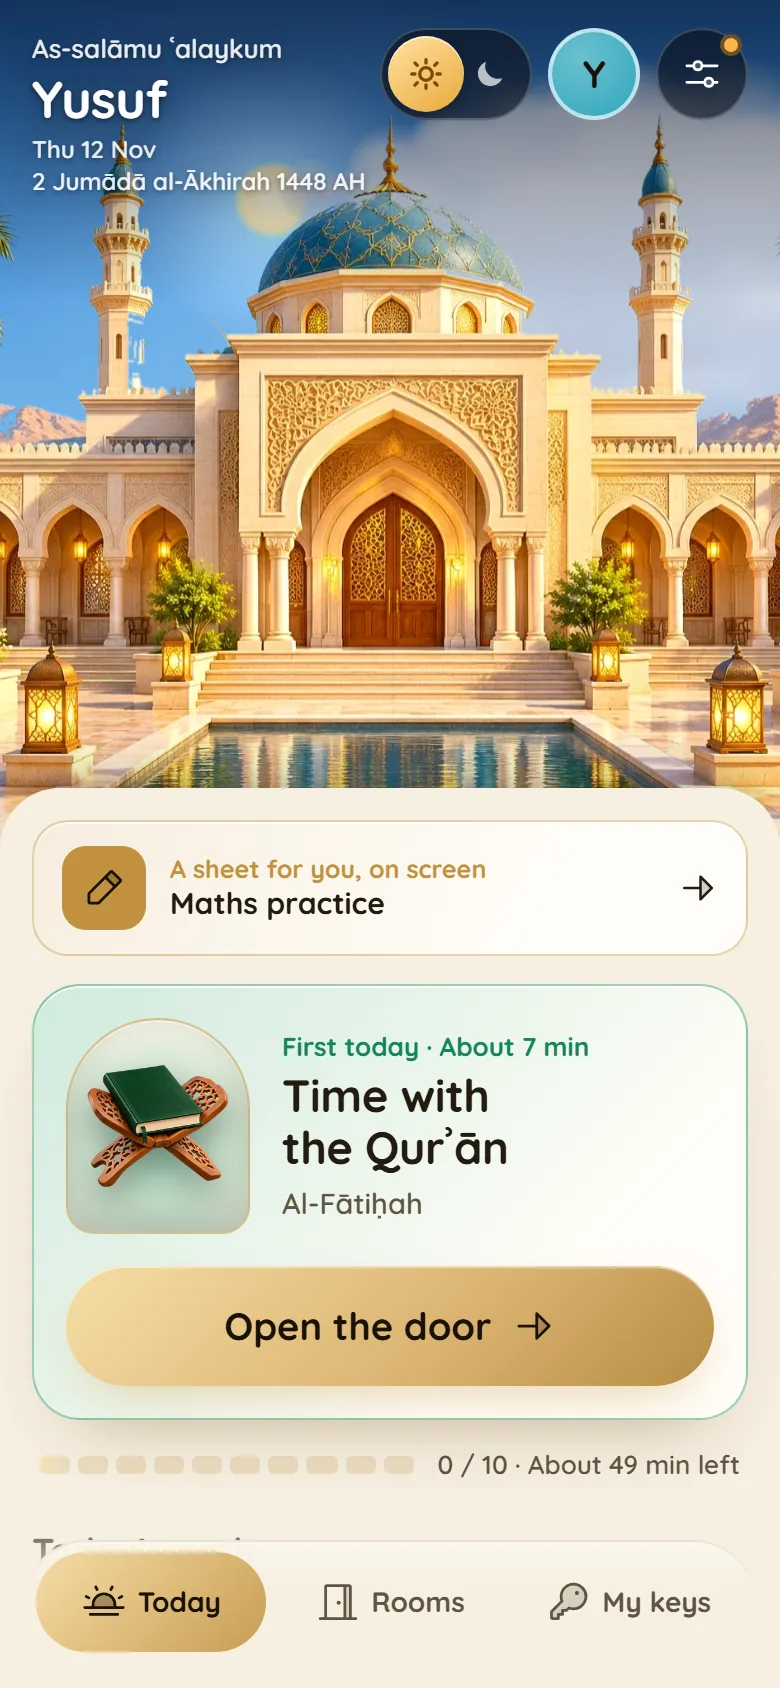 As-salāmu ʿalaykum
Yusuf
Thu 12 Nov
2 Jumādā al-Ākhirah 1448 AH
Y
A sheet for you, on screen
Maths practice
First today · About 7 min
Time with
the Qurʾān
Al-Fātiḥah
Open the door
0 / 10 · About 49 min left
Today
Rooms
My keys